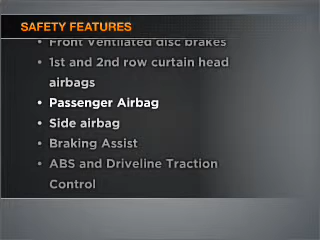 SAFETY FEATURES
• Front Ventilated disc brakes
• 1st and 2nd row curtain head
airbags
• Passenger Airbag
• Side airbag
• Braking Assist
• ABS and Driveline Traction
Control